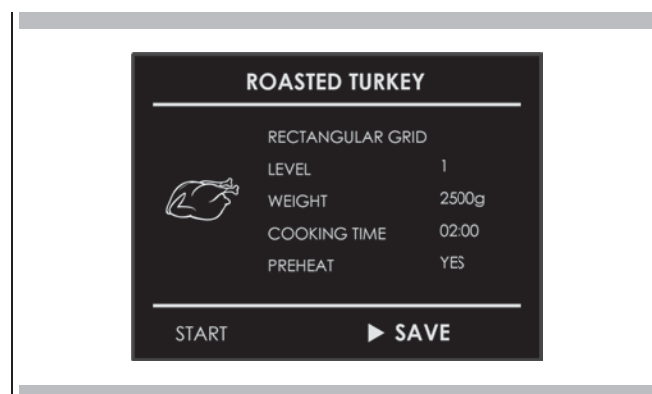 ROASTED TURKEY
RECTANGULAR GRID
LEVEL 1
WEIGHT 2500g
COOKING TIME 02:00
PREHEAT YES
START ▶ SAVE